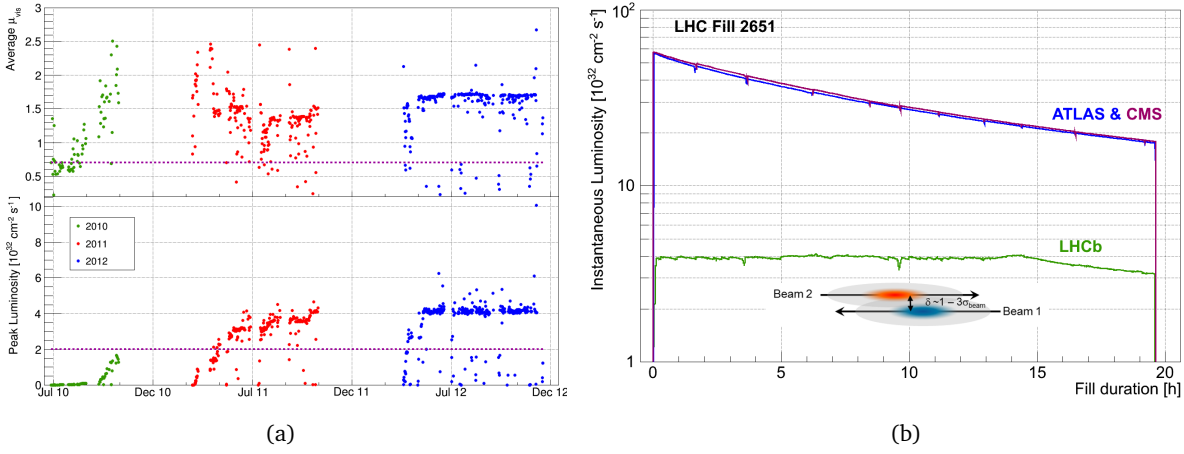 Average μvis
3
2.5
2
1.5
1
0.5
Peak Luminosity [10³² cm⁻² s⁻¹]
10
8
6
4
2
0
2010
2011
2012
Jul 10
Dec 10
Jul 11
Dec 11
Jul 12
Dec 12
(a)
Instantaneous Luminosity [10³² cm⁻² s⁻¹]
10²
10
1
LHC Fill 2651
ATLAS & CMS
LHCb
Beam 2
δ ~1 – 3σbeam
Beam 1
0
5
10
15
20
Fill duration [h]
(b)